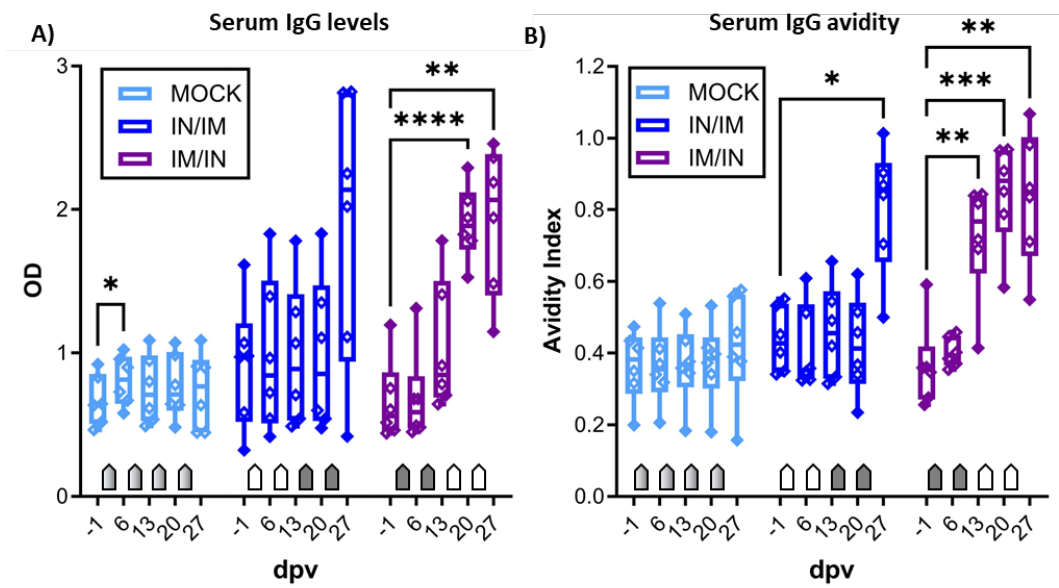 A)
Serum IgG levels
MOCK
IN/IM
IM/IN
*
****
**
OD
3
2
1
0
-1 6 13 20 27 -1 6 13 20 27 -1 6 13 20 27
dpv
B)
Serum IgG avidity
MOCK
IN/IM
IM/IN
*
**
***
**
Avidity Index
1.2
1.0
0.8
0.6
0.4
0.2
0.0
-1 6 13 20 27 -1 6 13 20 27 -1 6 13 20 27
dpv